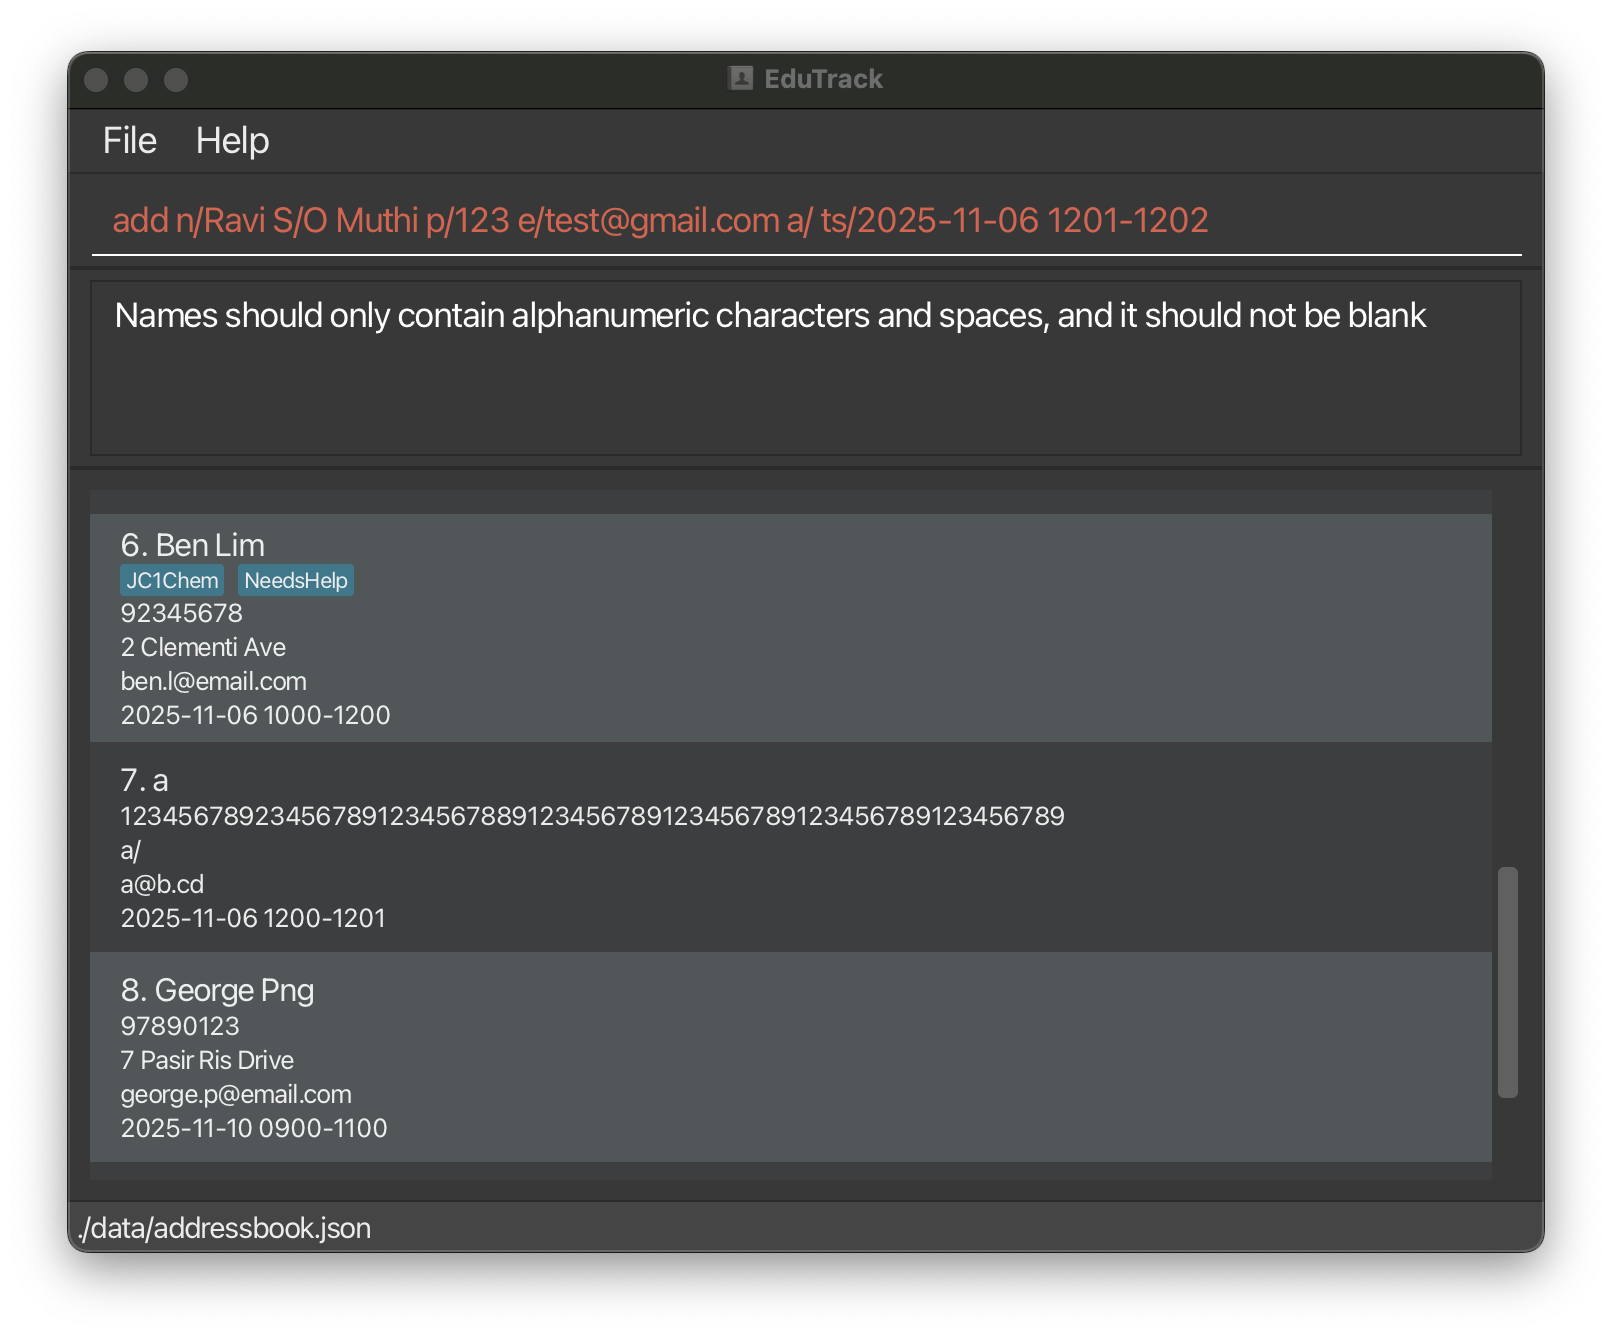 EduTrack
File Help
add n/Ravi S/O Muthi p/123 e/test@gmail.com a/ ts/2025-11-06 1201-1202
Names should only contain alphanumeric characters and spaces, and it should not be blank
6. Ben Lim
JC1Chem NeedsHelp
92345678
2 Clementi Ave
ben.l@email.com
2025-11-06 1000-1200
7. a
123456789234567891234567889123456789123456789123456789123456789
a/
a@b.cd
2025-11-06 1200-1201
8. George Png
97890123
7 Pasir Ris Drive
george.p@email.com
2025-11-10 0900-1100
./data/addressbook.json